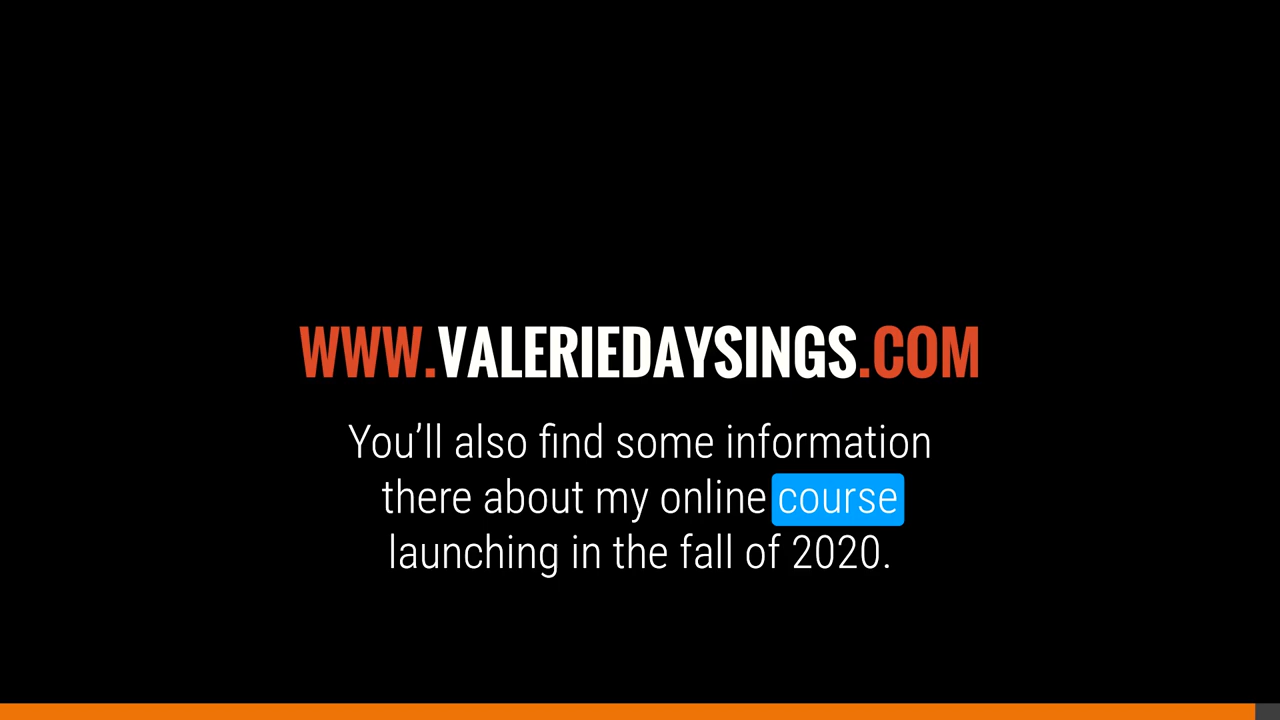 WWW.VALERIEDAYSINGS.COM
You’ll also find some information
there about my online course
launching in the fall of 2020.